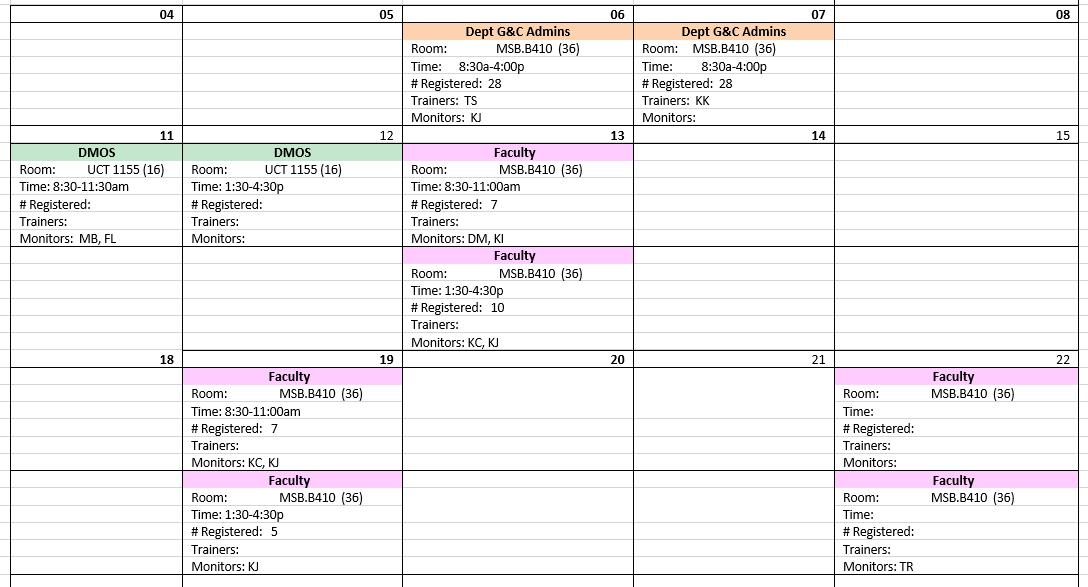 04 05 06 07 08
Dept G&C Admins
Room: MSB.B410 (36)
Time: 8:30a-4:00p
# Registered: 28
Trainers: TS
Monitors: KJ
Dept G&C Admins
Room: MSB.B410 (36)
Time: 8:30a-4:00p
# Registered: 28
Trainers: KK
Monitors:
11 12 13 14 15
DMOS
Room: UCT 1155 (16)
Time: 8:30-11:30am
# Registered:
Trainers:
Monitors: MB, FL
DMOS
Room: UCT 1155 (16)
Time: 1:30-4:30p
# Registered:
Trainers:
Monitors:
Faculty
Room: MSB.B410 (36)
Time: 8:30-11:00am
# Registered: 7
Trainers:
Monitors: DM, KI
Faculty
Room: MSB.B410 (36)
Time: 1:30-4:30p
# Registered: 10
Trainers:
Monitors: KC, KJ
18 19 20 21 22
Faculty
Room: MSB.B410 (36)
Time: 8:30-11:00am
# Registered: 7
Trainers:
Monitors: KC, KJ
Faculty
Room: MSB.B410 (36)
Time: 1:30-4:30p
# Registered: 5
Trainers:
Monitors: KJ
Faculty
Room: MSB.B410 (36)
Time:
# Registered:
Trainers:
Monitors:
Faculty
Room: MSB.B410 (36)
Time:
# Registered:
Trainers:
Monitors: TR